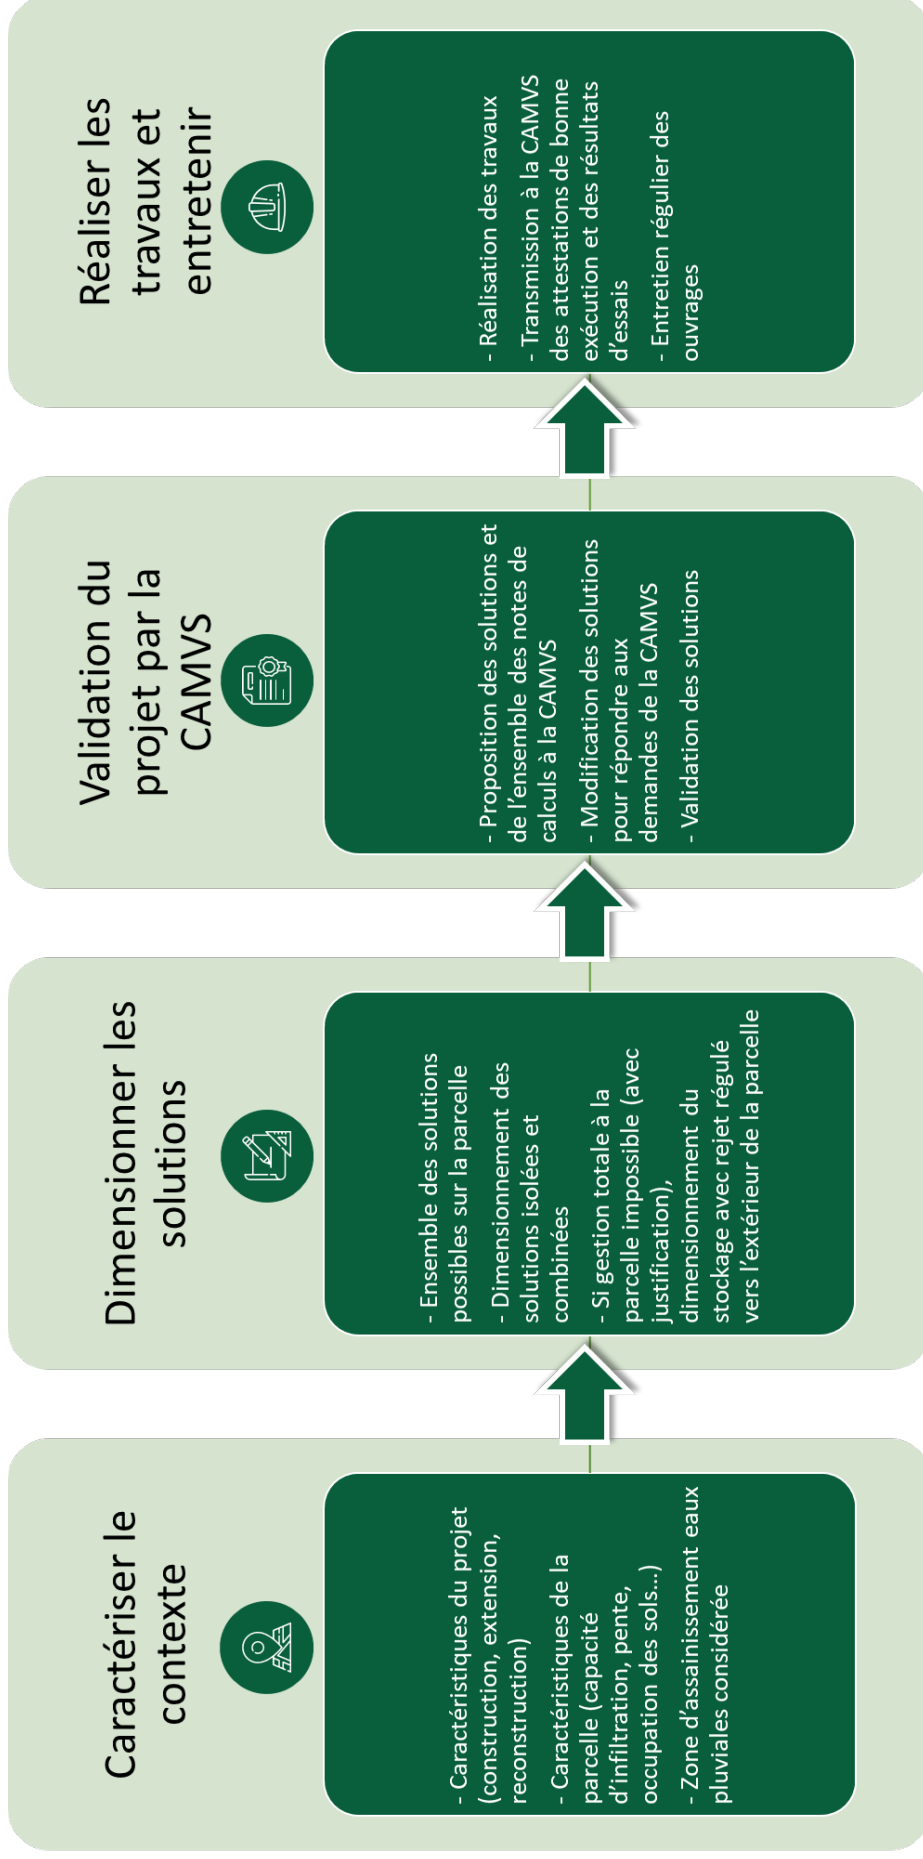 Caractériser le
contexte
- Caractéristiques du projet
(construction, extension,
reconstruction)
- Caractéristiques de la
parcelle (capacité
d'infiltration, pente,
occupation des sols...)
- Zone d'assainissement eaux
pluviales considérée
Dimensionner les
solutions
- Ensemble des solutions
possibles sur la parcelle
- Dimensionnement des
solutions isolées et
combinées
- Si gestion totale à la
parcelle impossible (avec
justification),
dimensionnement du
stockage avec rejet régulé
vers l'extérieur de la parcelle
Validation du
projet par la
CAMVS
- Proposition des solutions et
de l'ensemble des notes de
calculs à la CAMVS
- Modification des solutions
pour répondre aux
demandes de la CAMVS
- Validation des solutions
Réaliser les
travaux et
entretenir
- Réalisation des travaux
- Transmission à la CAMVS
des attestations de bonne
exécution et des résultats
d'essais
- Entretien régulier des
ouvrages